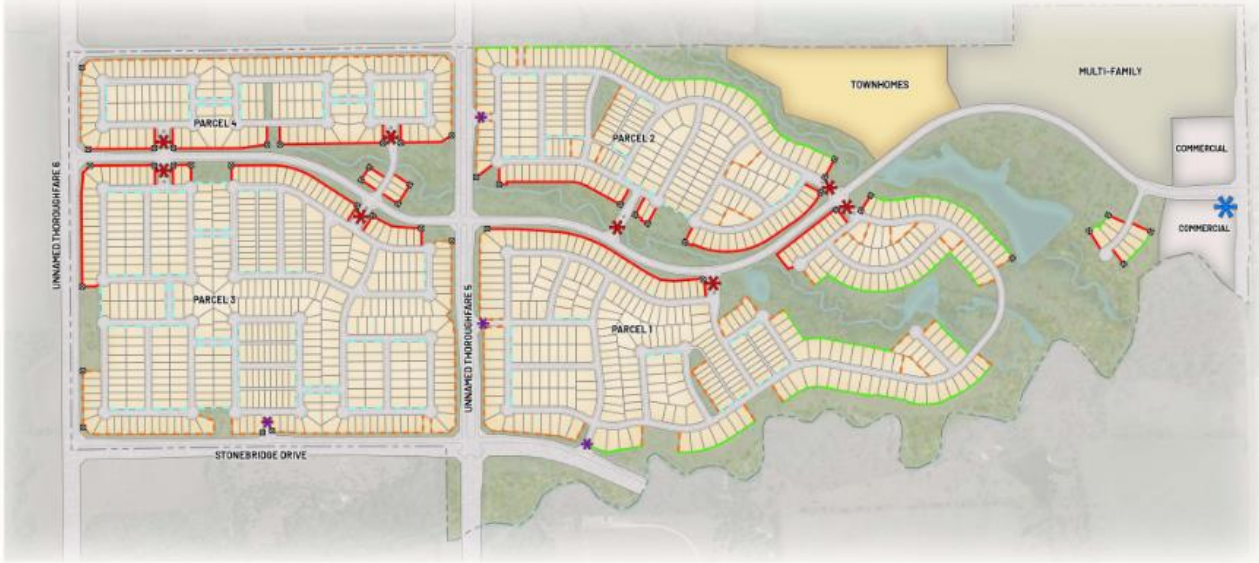 MULTI-FAMILY
TOWNHOMES
PARCEL 4
PARCEL 2
COMMERCIAL
UNNAMED THOROUGHFARE 6
COMMERCIAL
PARCEL 3
UNNAMED THOROUGHFARE 5
PARCEL 1
STONEBRIDGE DRIVE